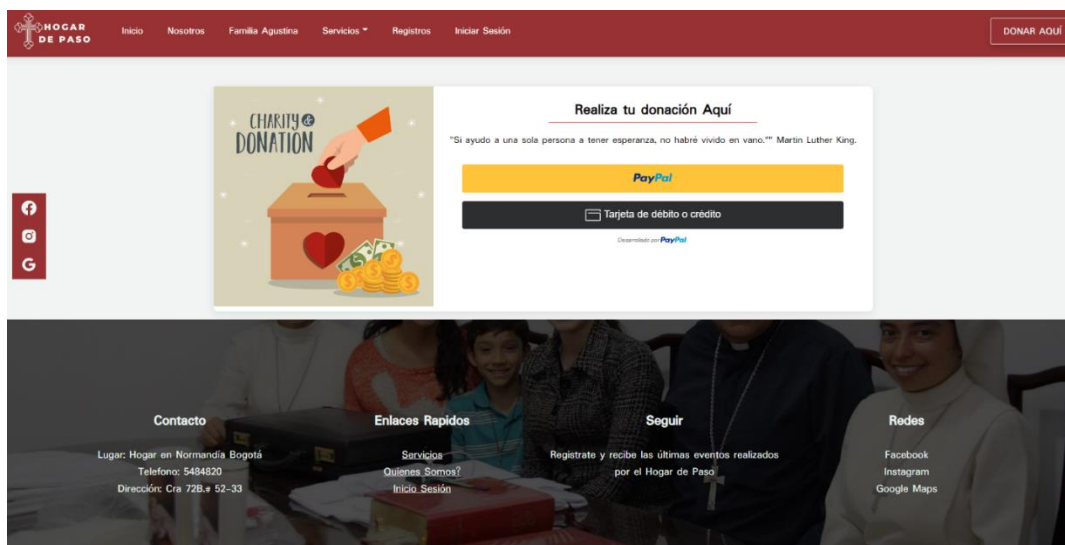 HOGAR
DE PASO
Inicio Nosotros Familia Agustina Servicios Registros Iniciar Sesión
DONAR AQUÍ
CHARITY &
DONATION
Realiza tu donación Aquí
"Si ayudo a una sola persona a tener esperanza, no habré vivido en vano."" Martin Luther King.
PayPal
Tarjeta de débito o crédito
Desarrollado por PayPal
Contacto
Lugar: Hogar en Normandía Bogotá
Telefono: 5484820
Dirección: Cra 72B.# 52-33
Enlaces Rapidos
Servicios
Quienes Somos?
Inicio Sesión
Seguir
Registrate y recibe las últimas eventos realizados
por el Hogar de Paso
Redes
Facebook
Instagram
Google Maps